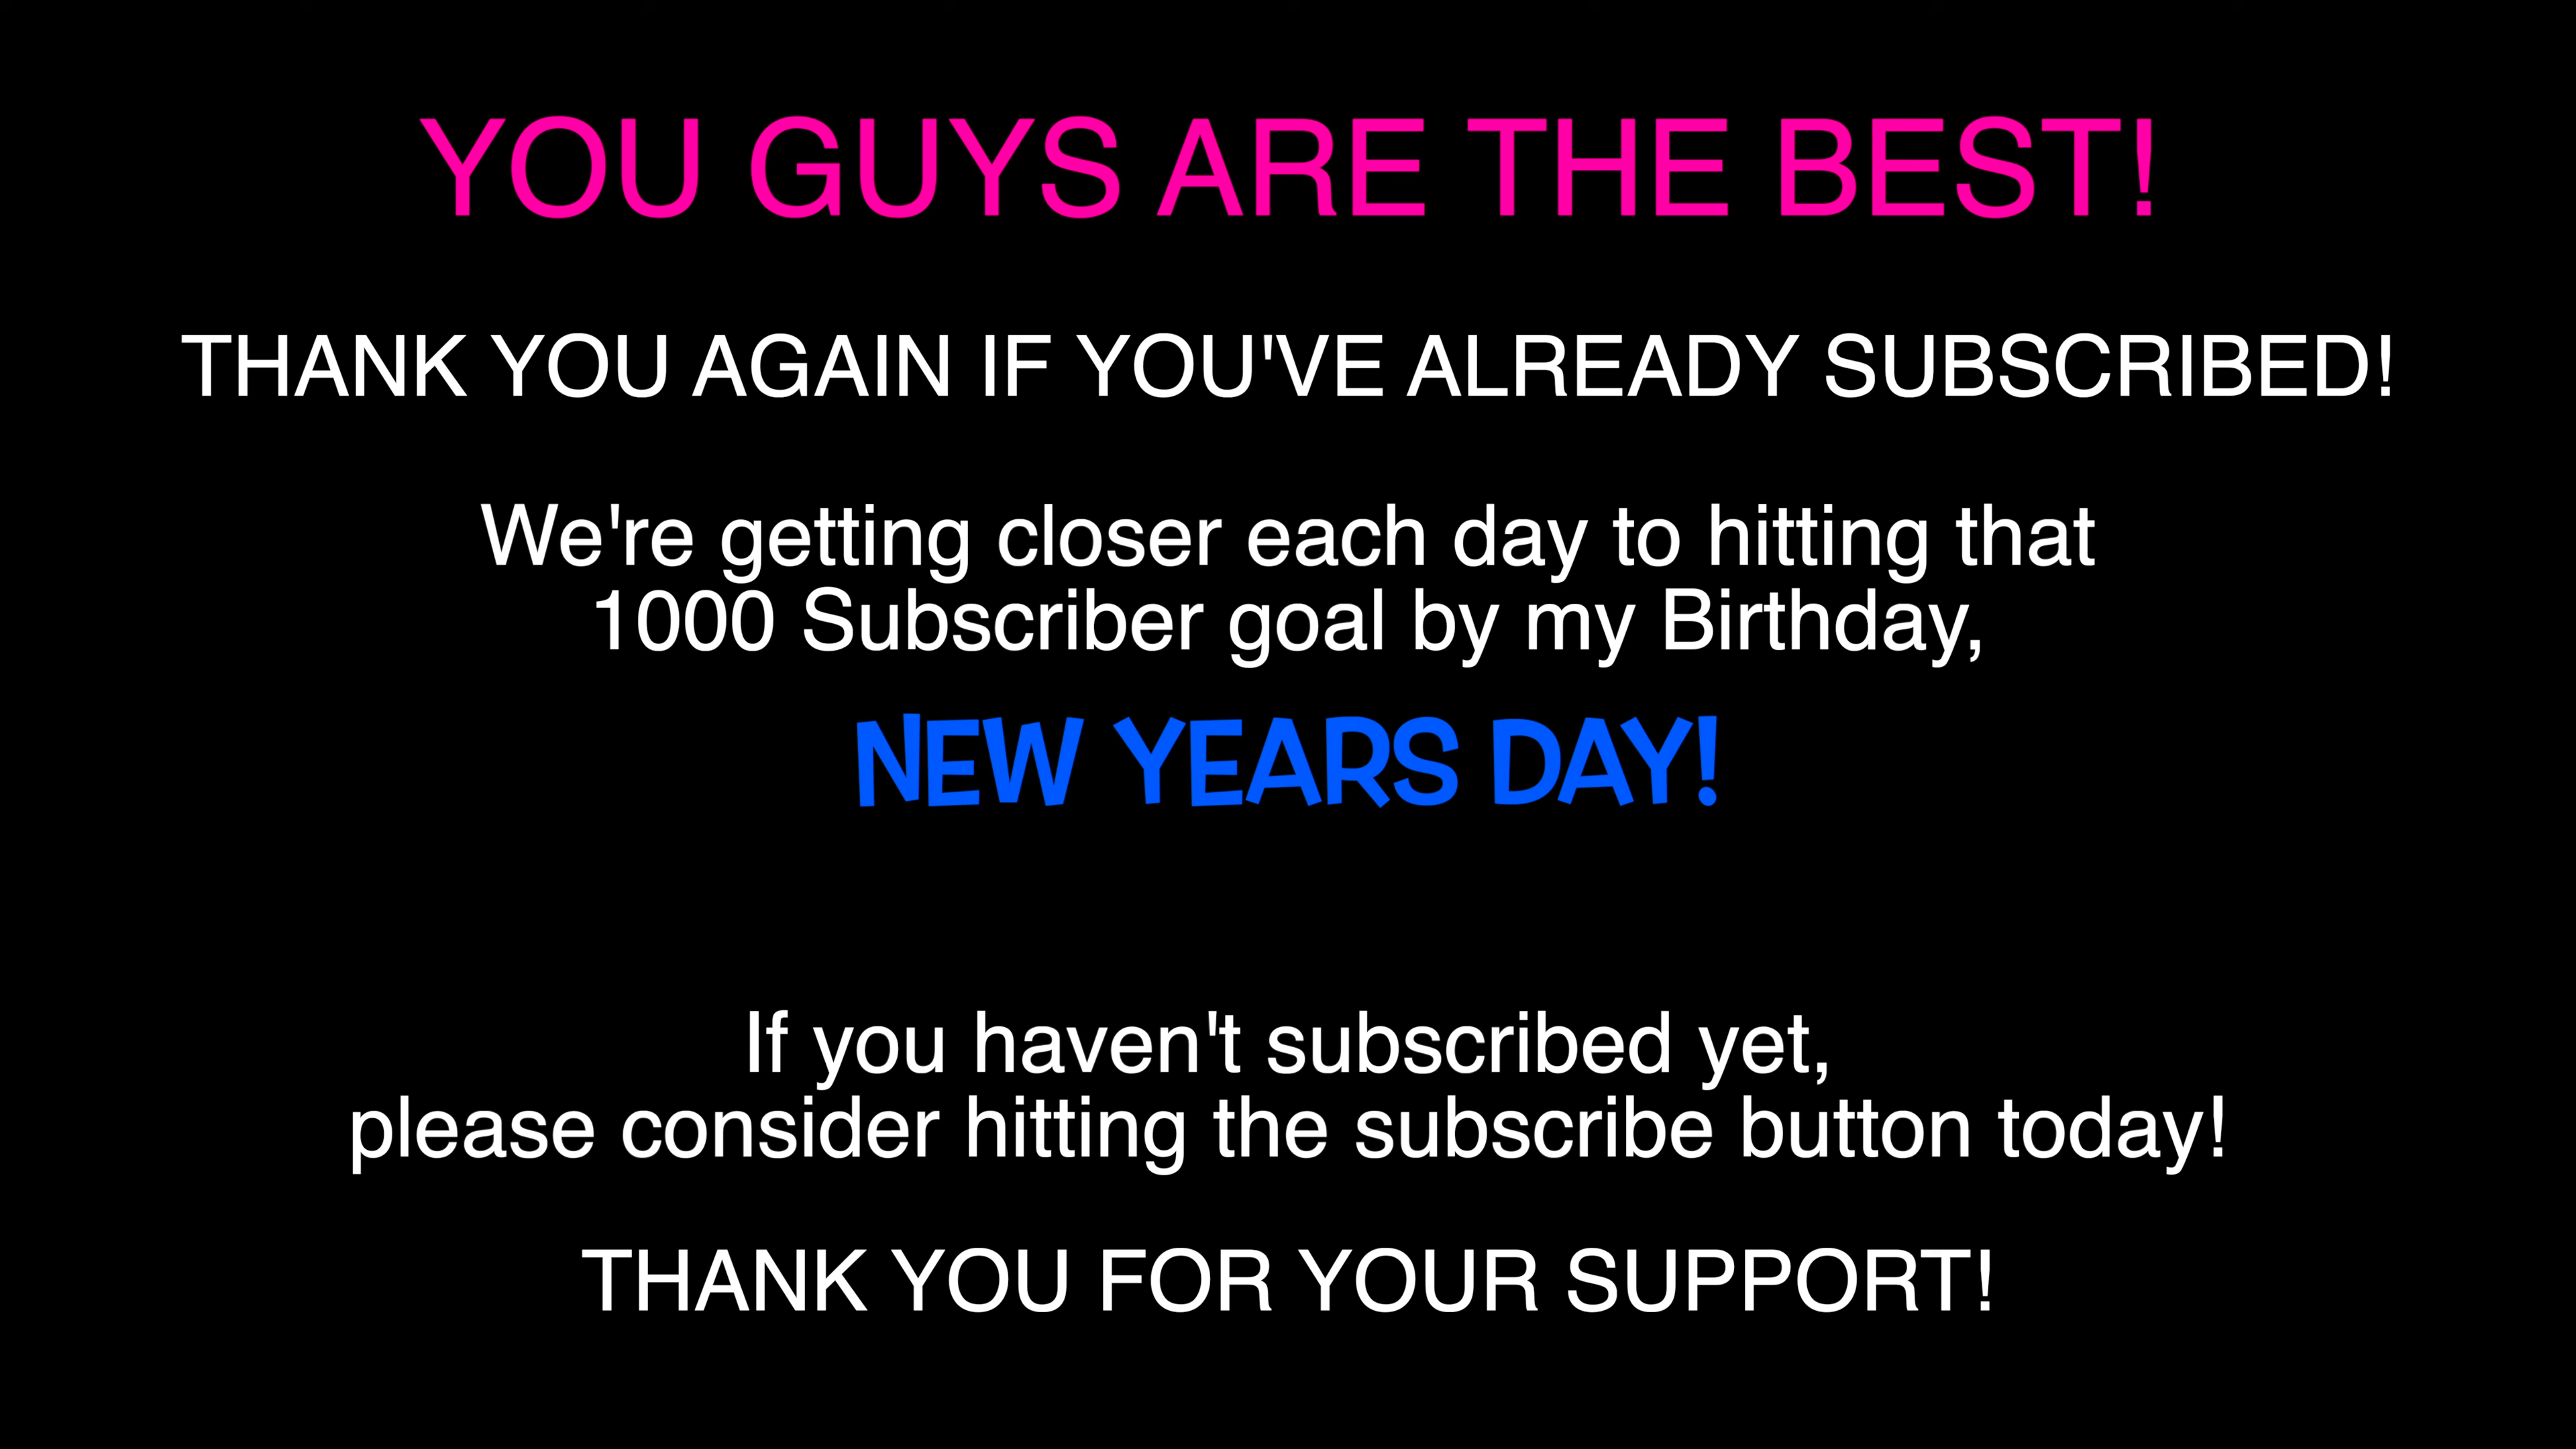 YOU GUYS ARE THE BEST!
THANK YOU AGAIN IF YOU'VE ALREADY SUBSCRIBED!
We're getting closer each day to hitting that
1000 Subscriber goal by my Birthday,
NEW YEARS DAY!
If you haven't subscribed yet,
please consider hitting the subscribe button today!
THANK YOU FOR YOUR SUPPORT!